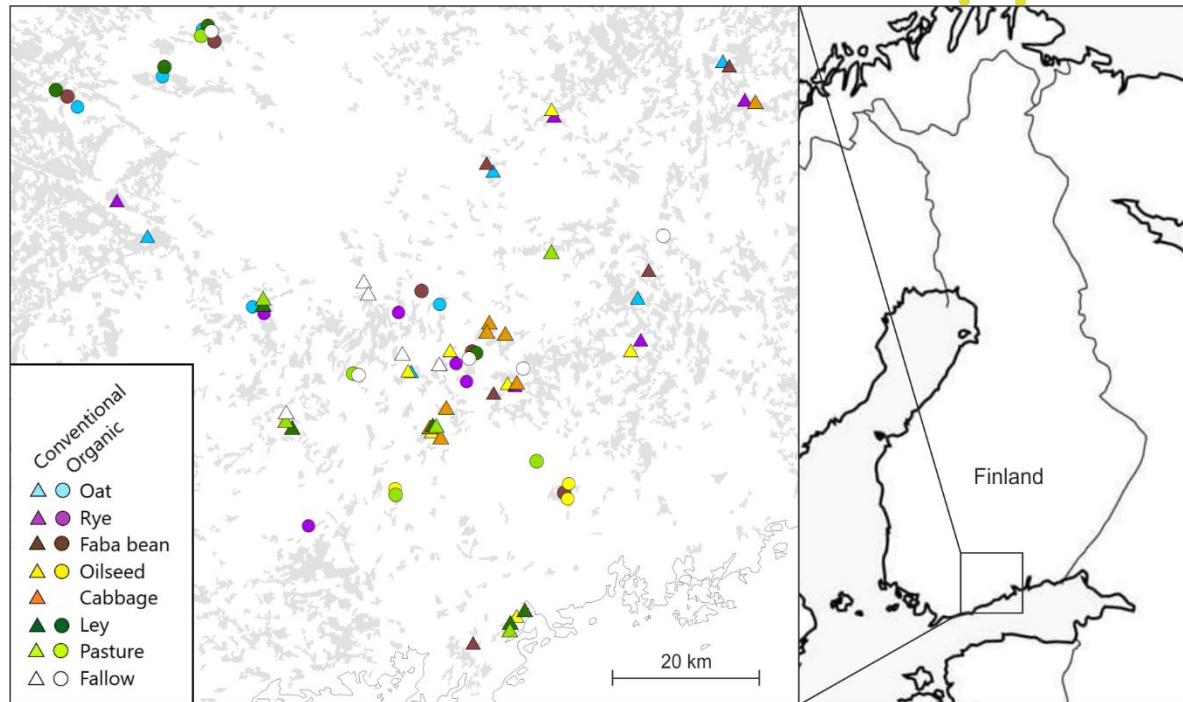 Conventional
Organic
Oat
Rye
Faba bean
Oilseed
Cabbage
Ley
Pasture
Fallow
20 km
Finland